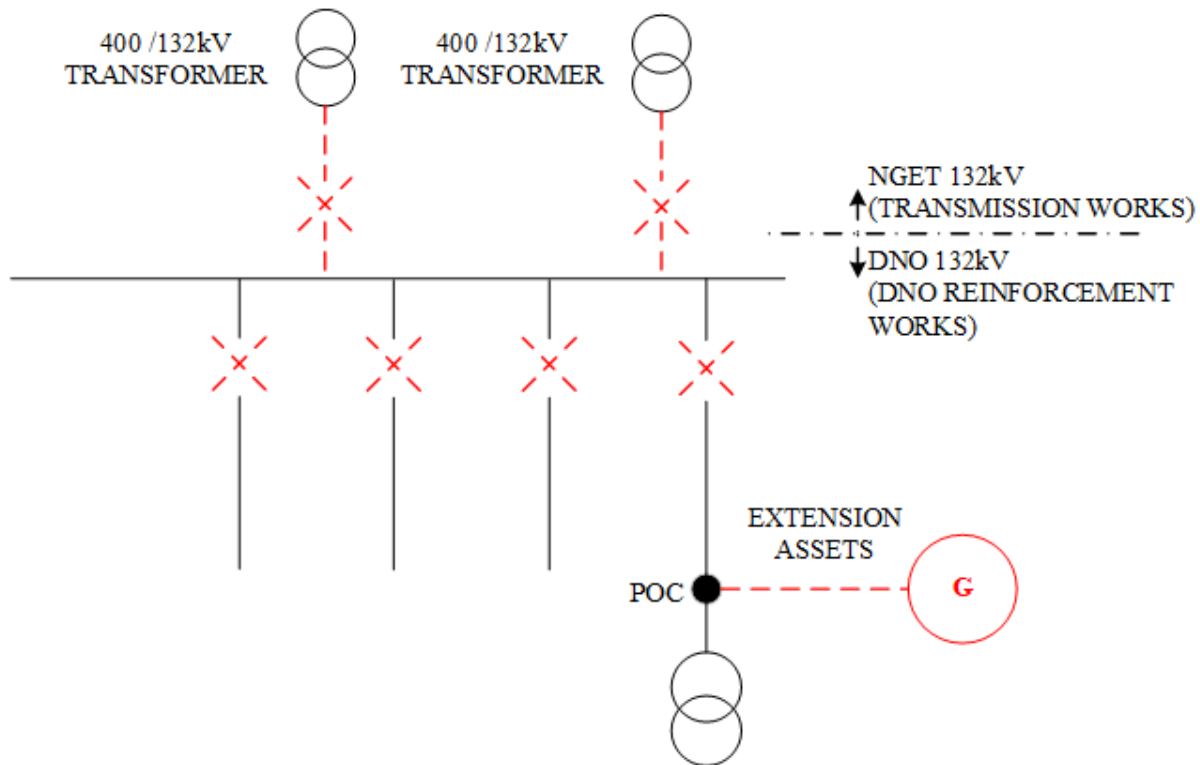 400 /132kV
TRANSFORMER
400 /132kV
TRANSFORMER
NGET 132kV
(TRANSMISSION WORKS)
DNO 132kV
(DNO REINFORCEMENT
WORKS)
EXTENSION
ASSETS
POC
G